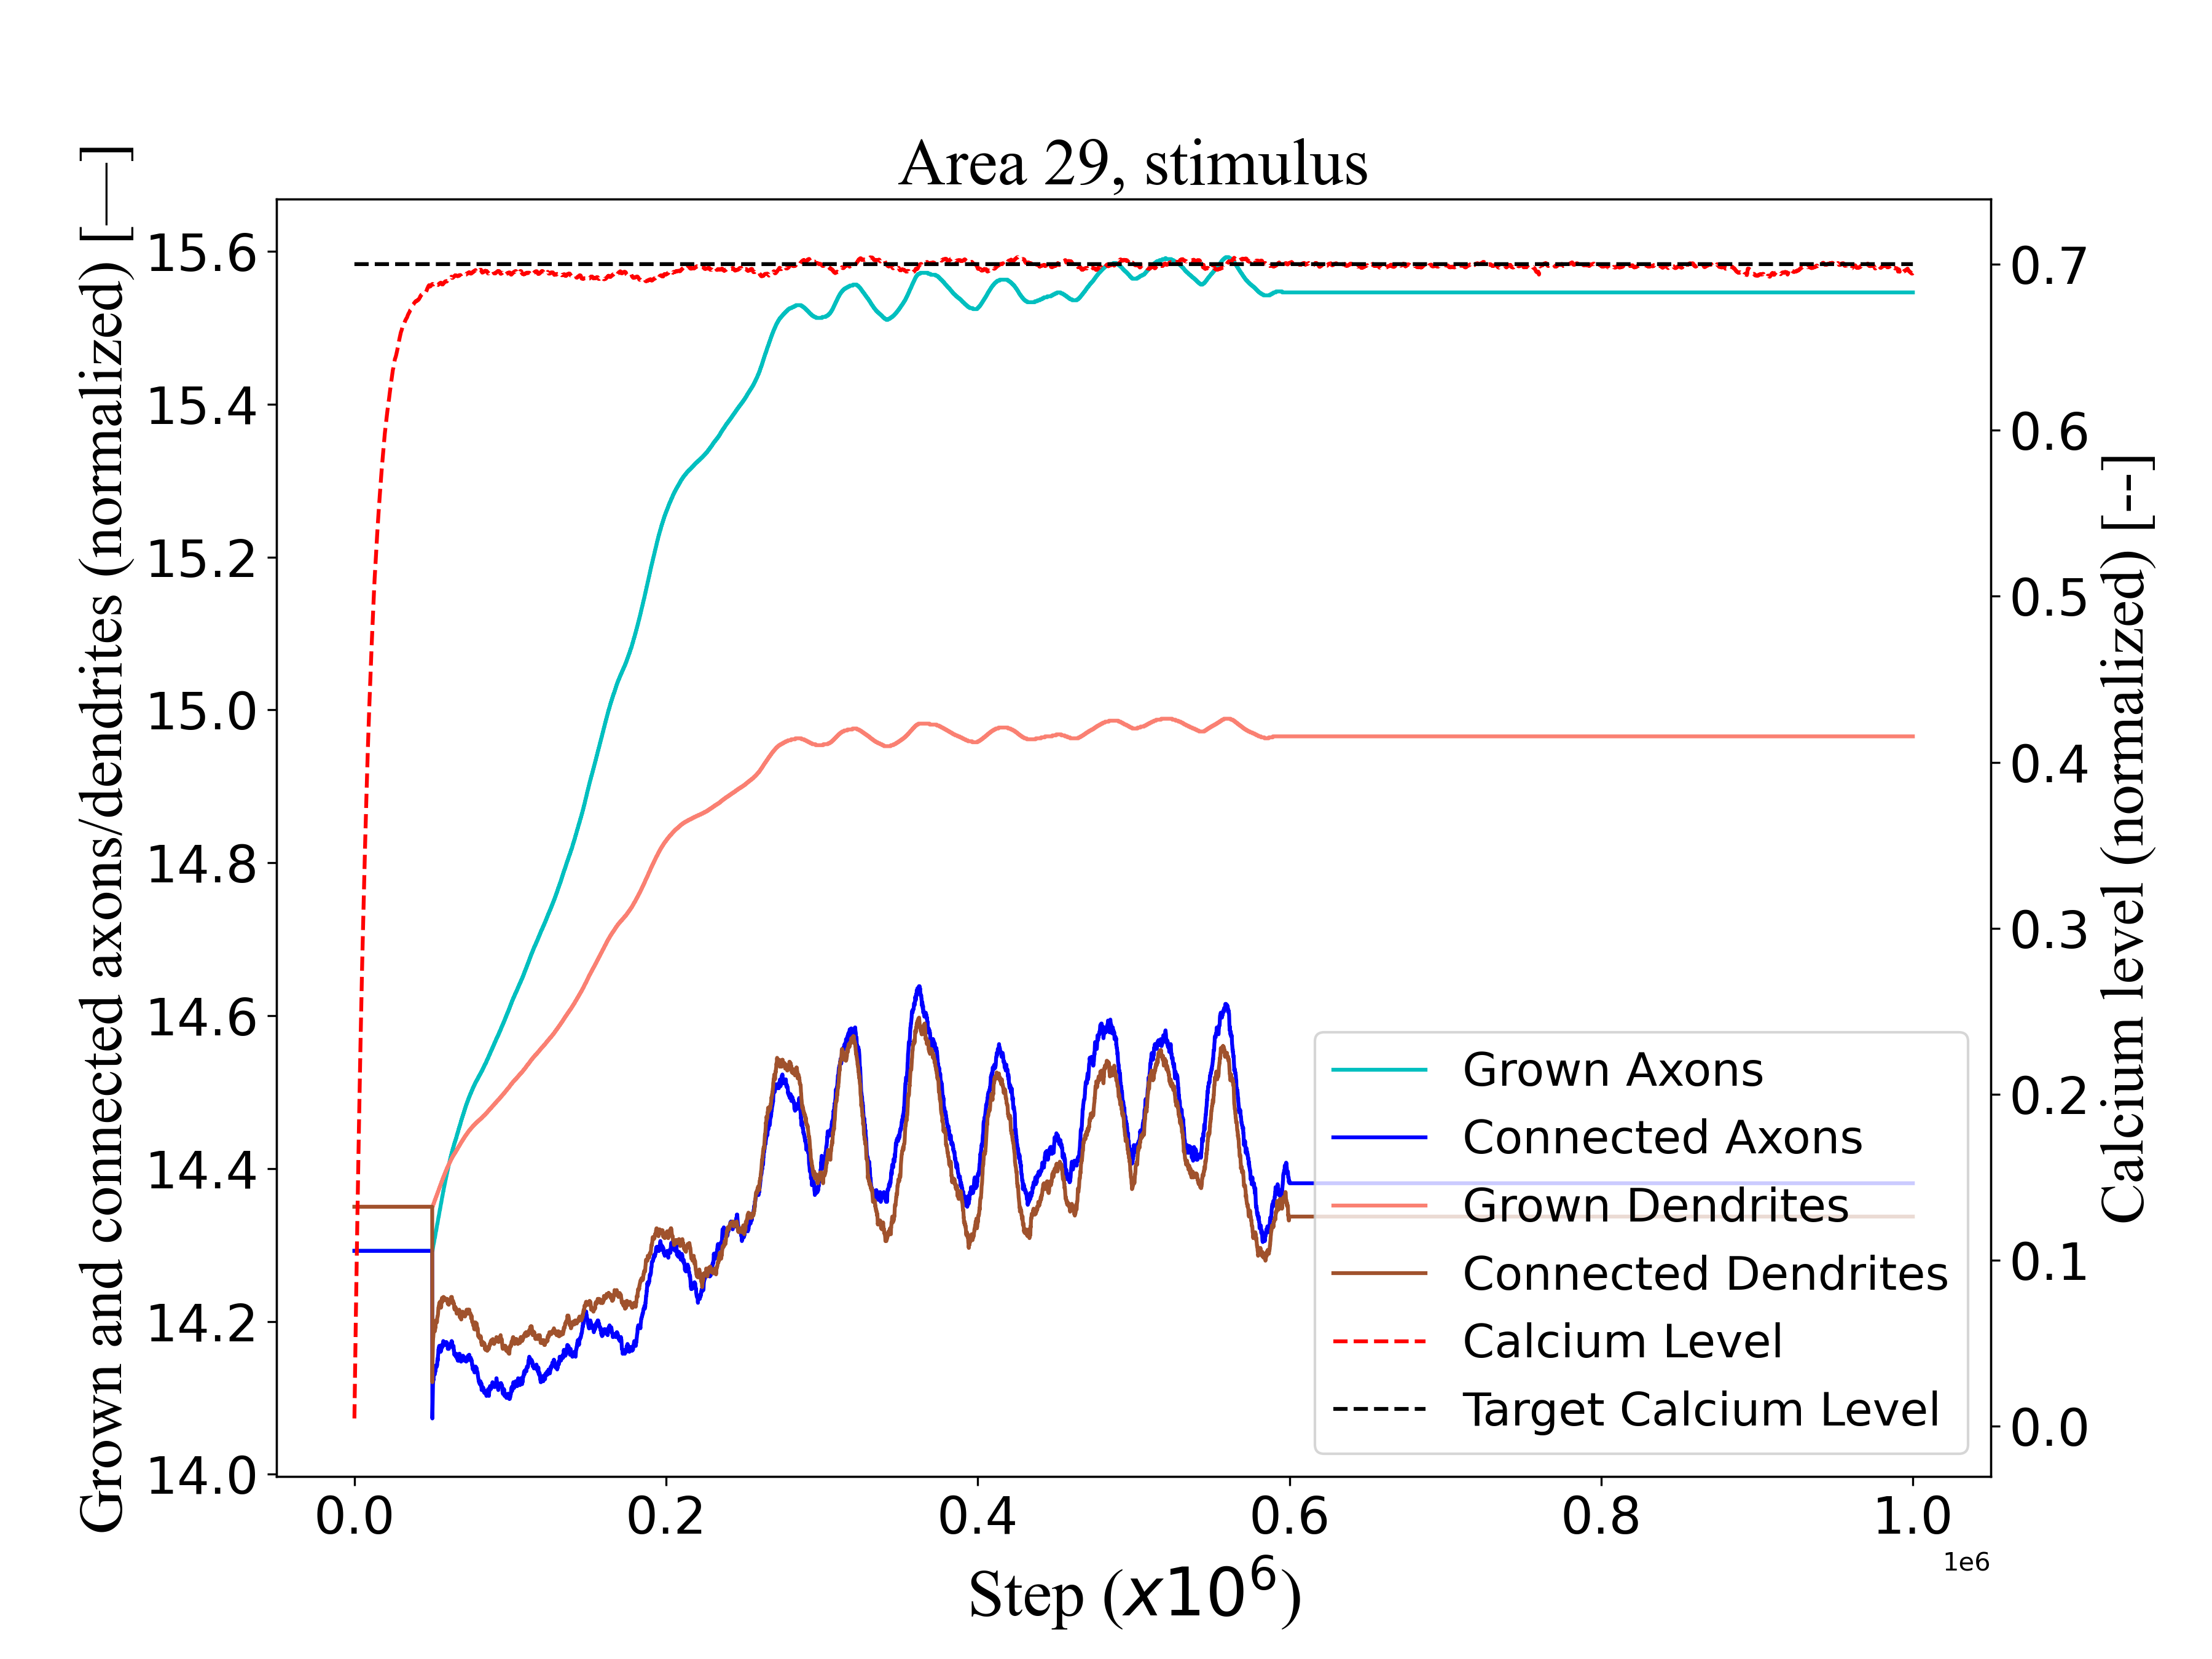 Area 29, stimulus
Grown and connected axons/dendrites (normalized) [—]
15.6
15.4
15.2
15.0
14.8
14.6
14.4
14.2
14.0
0.7
0.6
0.5
0.4
0.3
0.2
0.1
0.0
Calcium level (normalized) [--]
Grown Axons
Connected Axons
Grown Dendrites
Connected Dendrites
Calcium Level
Target Calcium Level
0.0 0.2 0.4 0.6 0.8 1.0
1e6
Step (x10⁶)